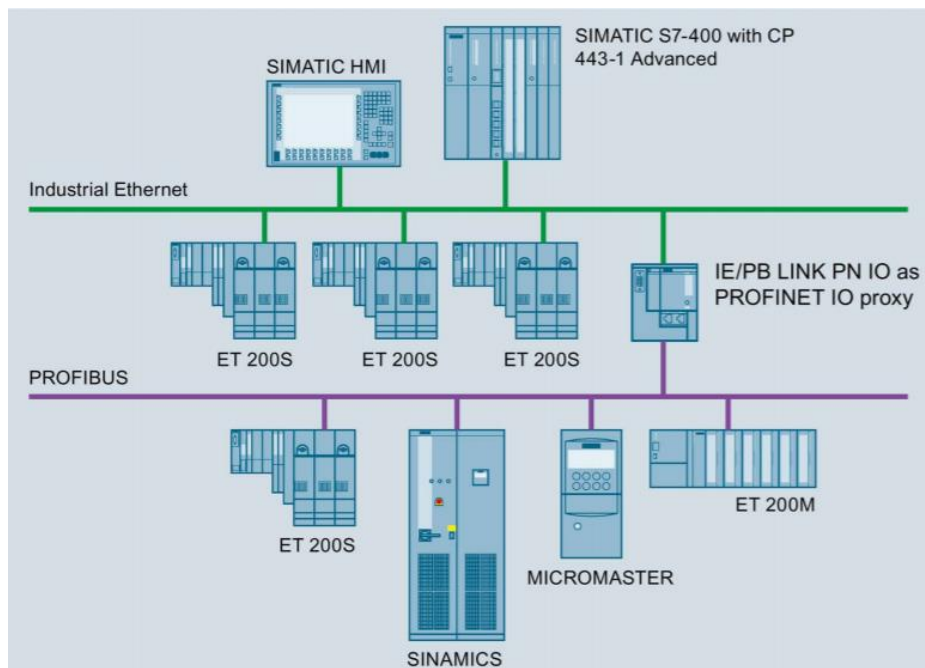 SIMATIC S7-400 with CP
443-1 Advanced
SIMATIC HMI
Industrial Ethernet
IE/PB LINK PN IO as
PROFINET IO proxy
ET 200S
ET 200S
ET 200S
PROFIBUS
ET 200S
ET 200M
MICROMASTER
SINAMICS